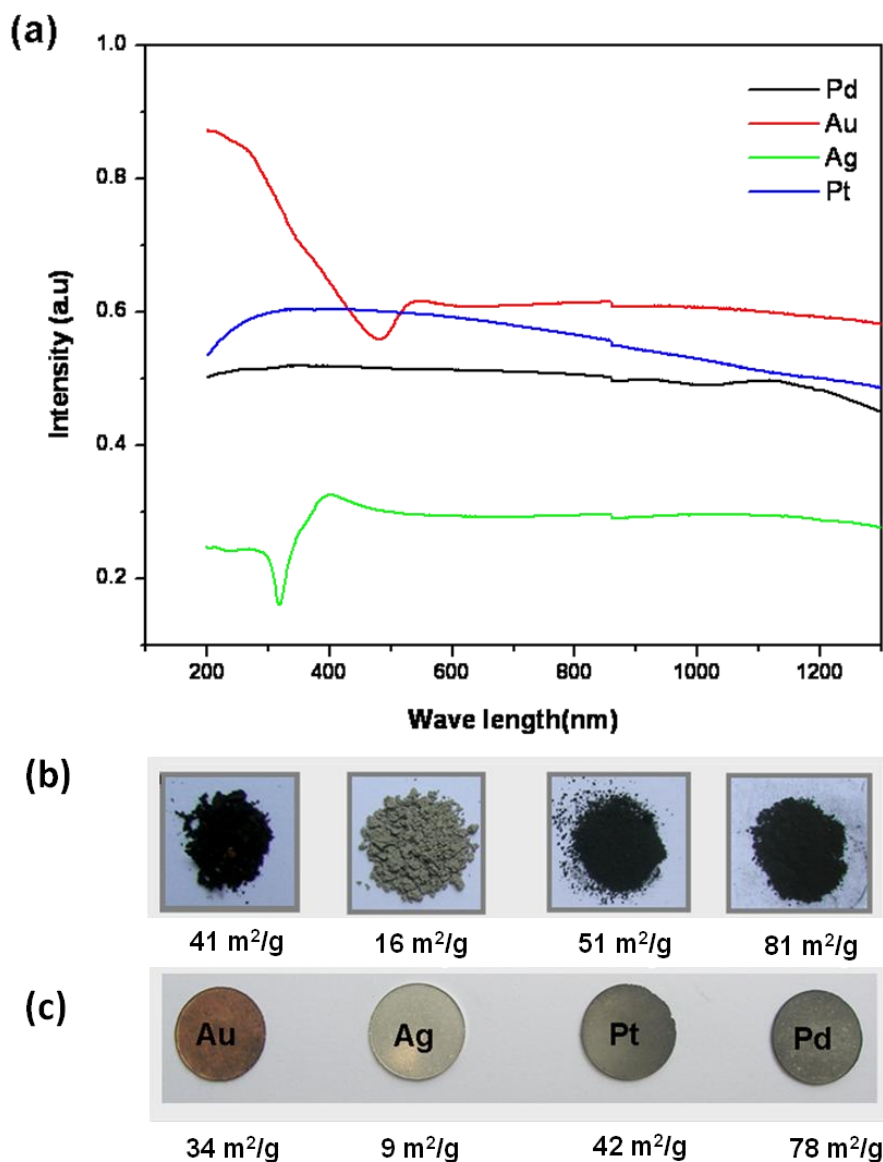 (a)
1.0
0.8
0.6
0.4
0.2
Intensity (a.u)
Pd
Au
Ag
Pt
200 400 600 800 1000 1200
Wave length(nm)
(b)
41 m²/g 16 m²/g 51 m²/g 81 m²/g
(c)
Au Ag Pt Pd
34 m²/g 9 m²/g 42 m²/g 78 m²/g